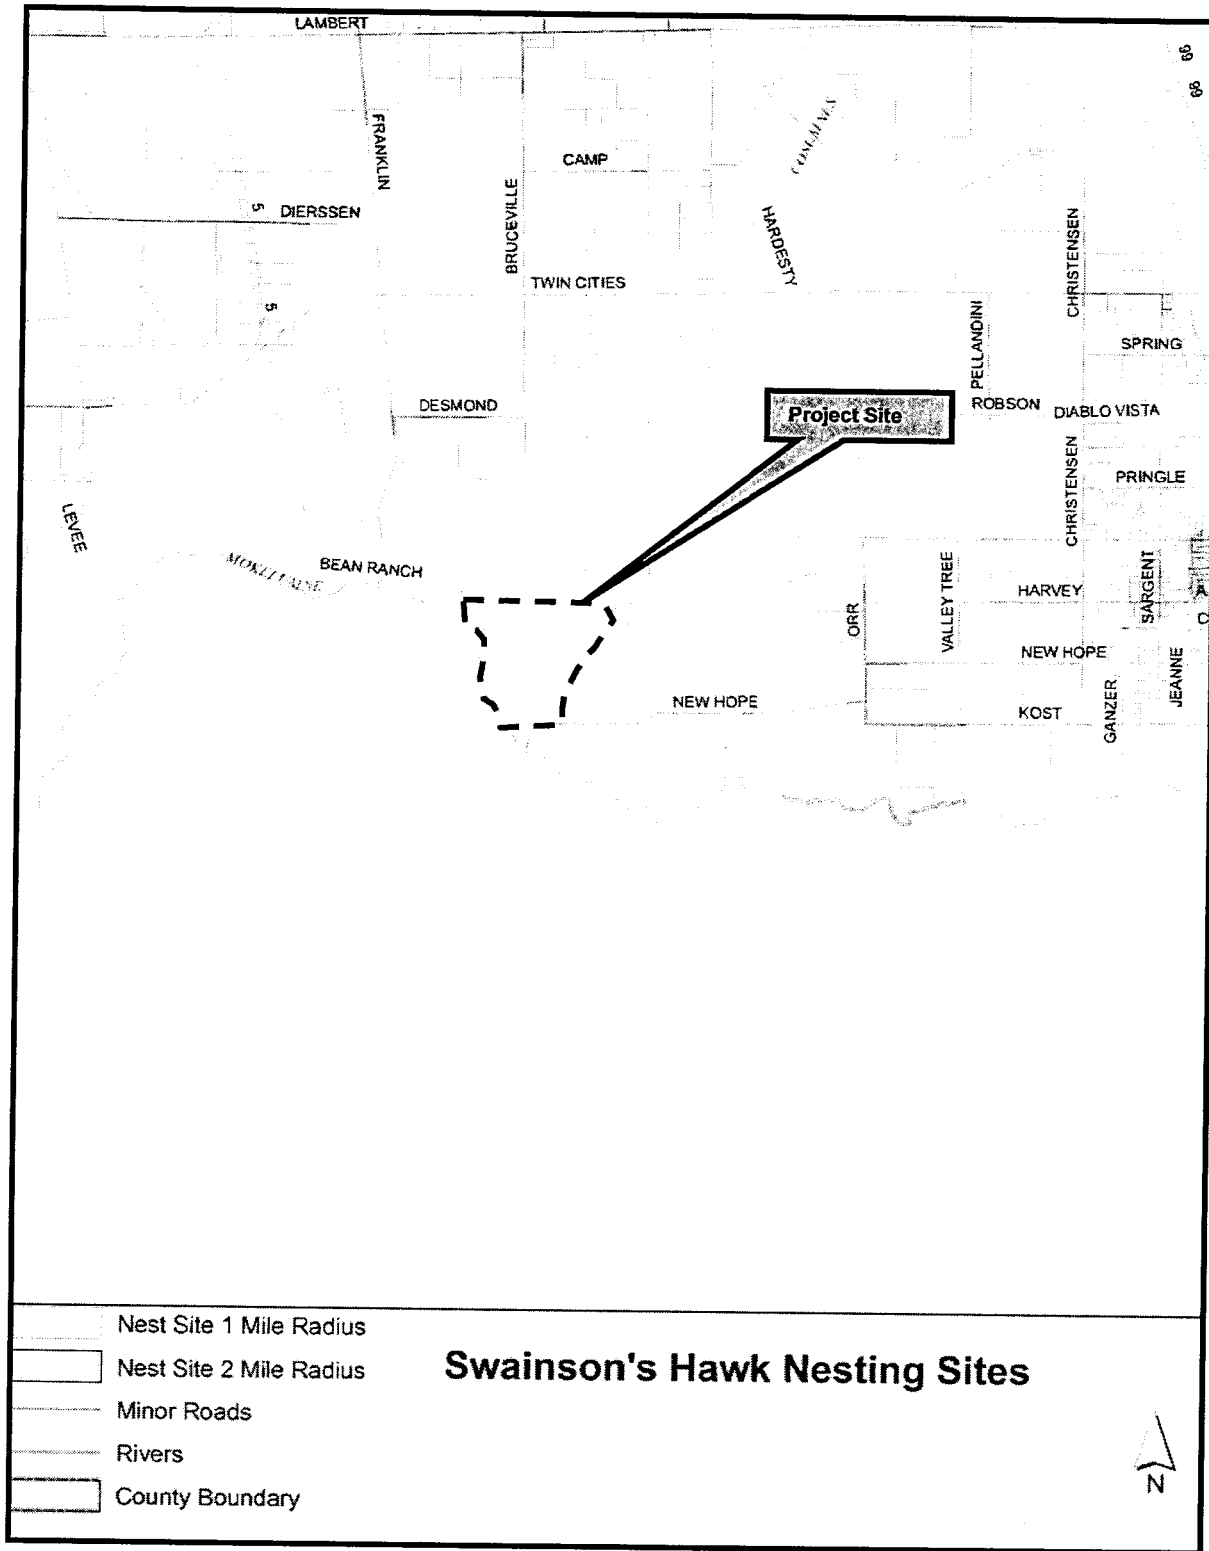 LAMBERT
99
99
FRANKLIN
COSUMNES
CAMP
BRUCEVILLE
5
DIERSSEN
HARDESTY
CHRISTENSEN
TWIN CITIES
5
PELLANDINI
SPRING
DESMOND
Project Site
ROBSON
DIABLO VISTA
CHRISTENSEN
PRINGLE
LEVEE
MOKELUMNE
BEAN RANCH
VALLEY TREE
HARVEY
SARGENT
A
C
ORR
NEW HOPE
JEANNE
NEW HOPE
KOST
GANZER
Nest Site 1 Mile Radius
Nest Site 2 Mile Radius
Swainson's Hawk Nesting Sites
Minor Roads
Rivers
County Boundary
N